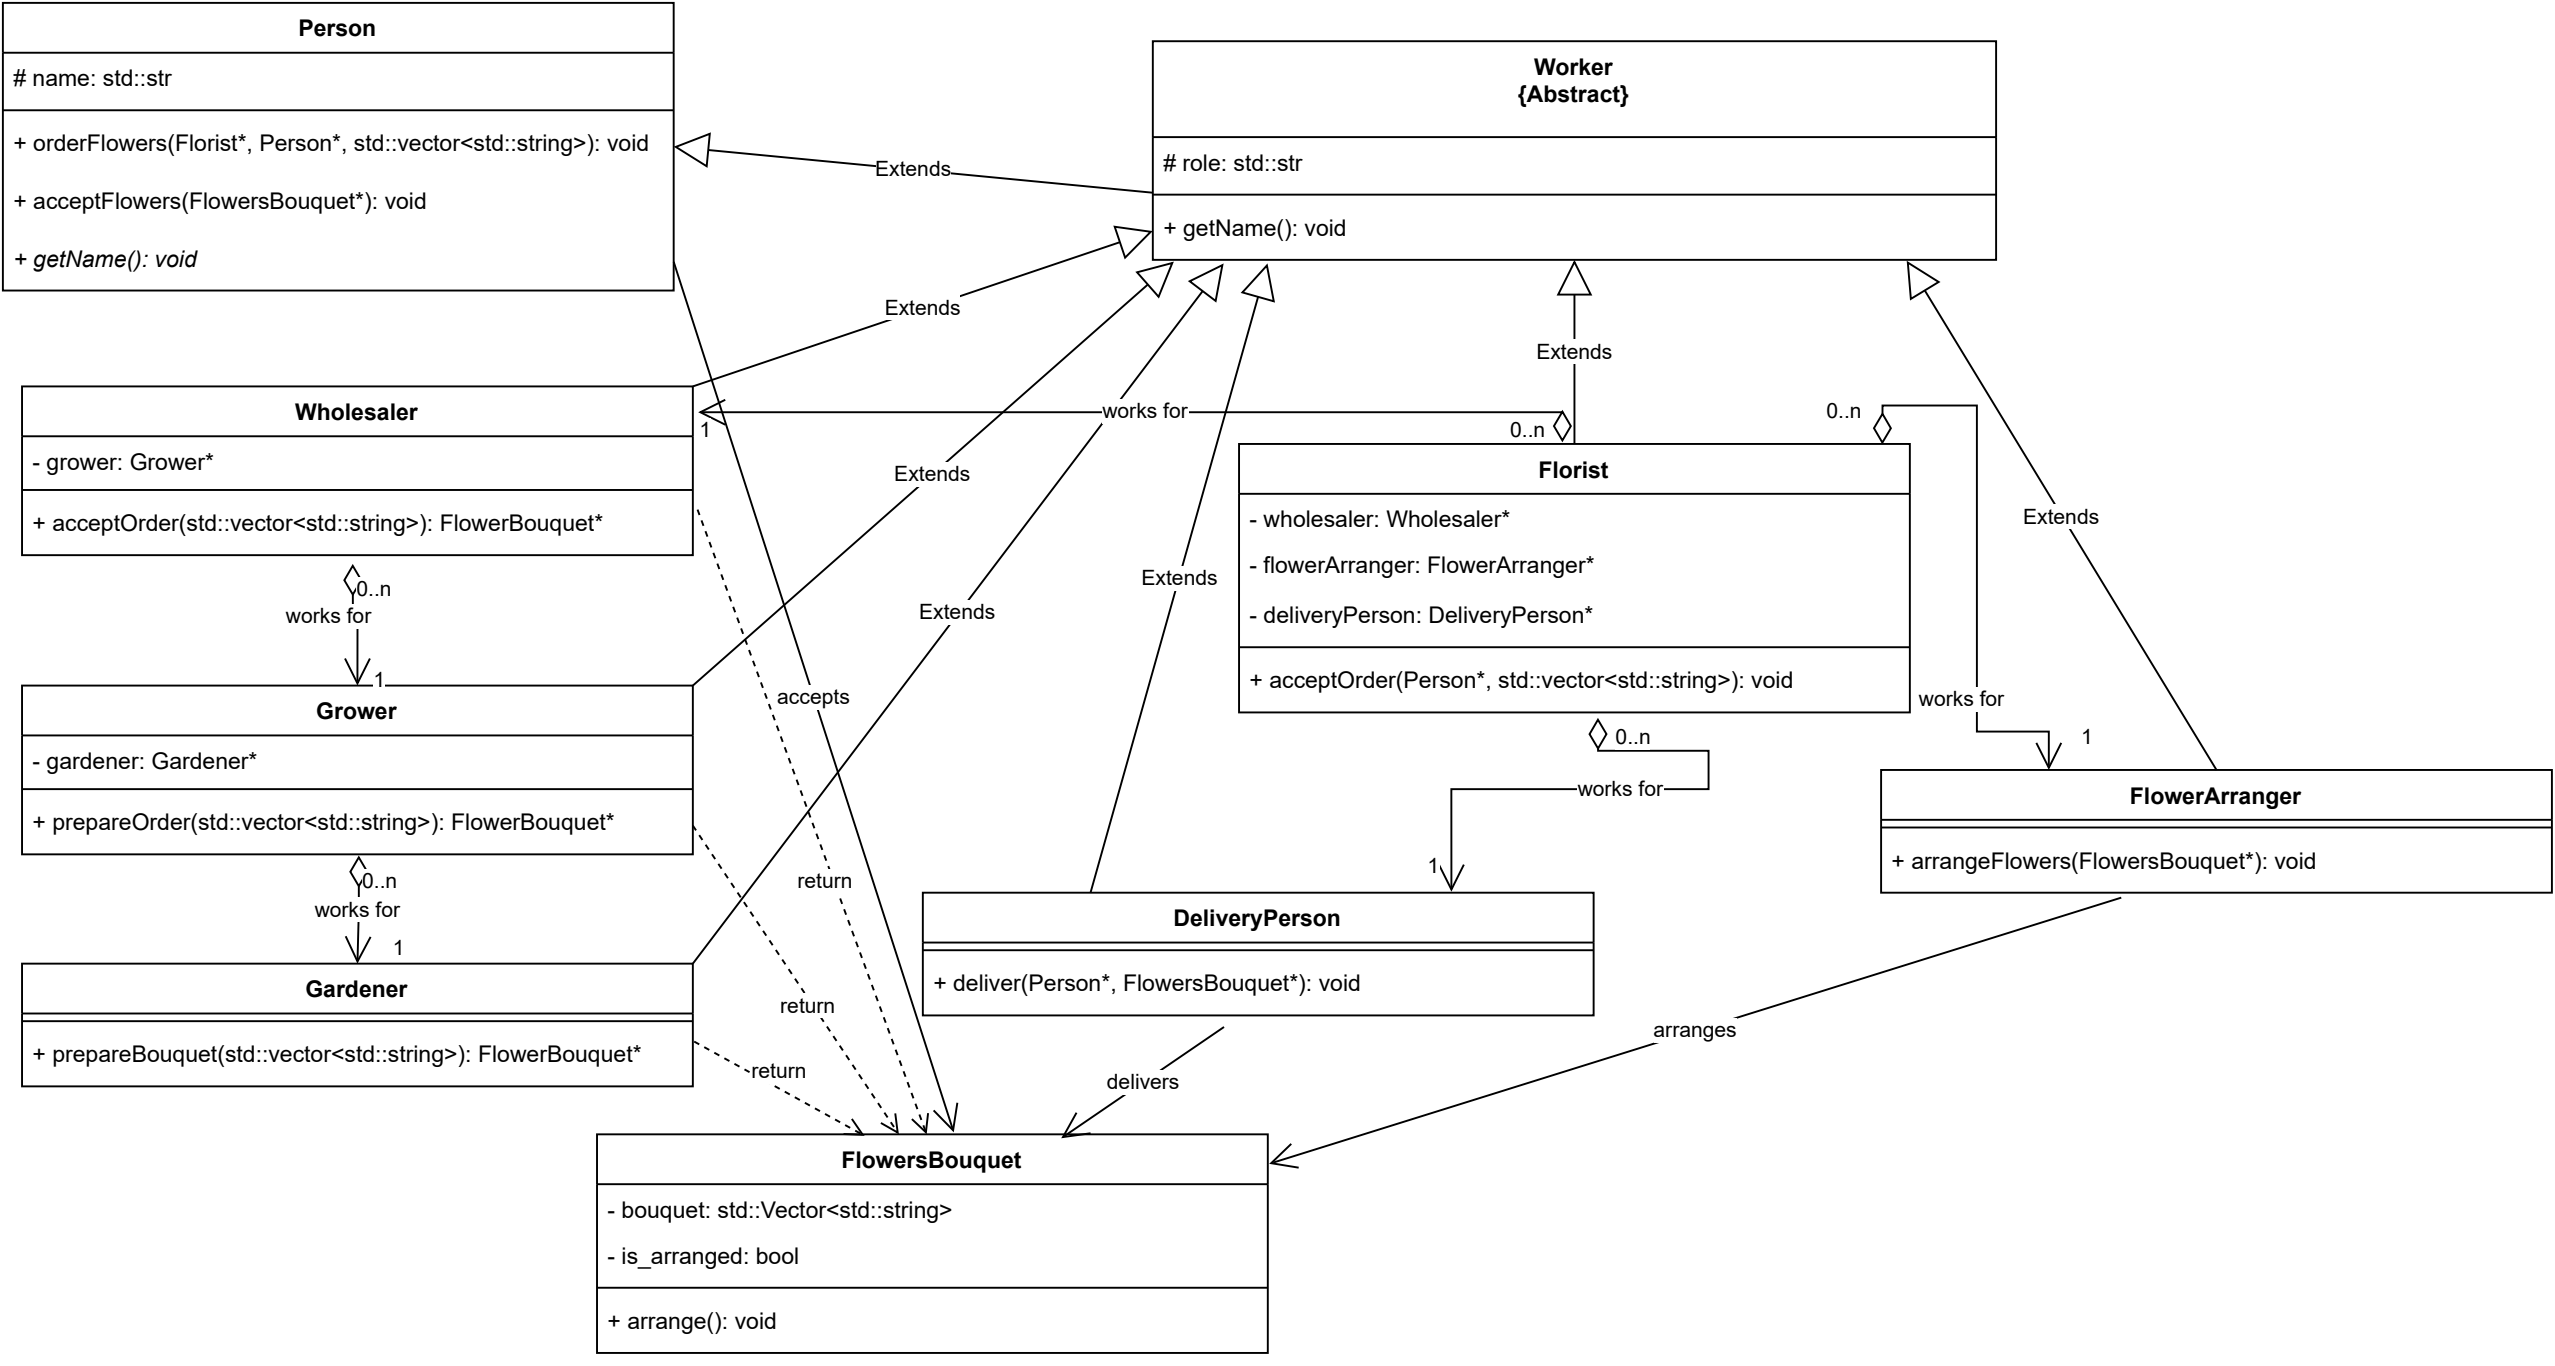 Person
# name: std::str
+ orderFlowers(Florist*, Person*, std::vector<std::string>): void
+ acceptFlowers(FlowersBouquet*): void
+ getName(): void
Worker
{Abstract}
# role: std::str
+ getName(): void
Extends
Extends
Extends
Extends
Extends
Extends
Extends
Wholesaler
- grower: Grower*
+ acceptOrder(std::vector<std::string>): FlowerBouquet*
works for
1
0..n
0..n
works for
1
Florist
- wholesaler: Wholesaler*
- flowerArranger: FlowerArranger*
- deliveryPerson: DeliveryPerson*
+ acceptOrder(Person*, std::vector<std::string>): void
0..n
works for
1
0..n
works for
1
Grower
- gardener: Gardener*
+ prepareOrder(std::vector<std::string>): FlowerBouquet*
0..n
works for
1
Gardener
+ prepareBouquet(std::vector<std::string>): FlowerBouquet*
accepts
return
return
return
DeliveryPerson
+ deliver(Person*, FlowersBouquet*): void
delivers
FlowerArranger
+ arrangeFlowers(FlowersBouquet*): void
arranges
FlowersBouquet
- bouquet: std::Vector<std::string>
- is_arranged: bool
+ arrange(): void